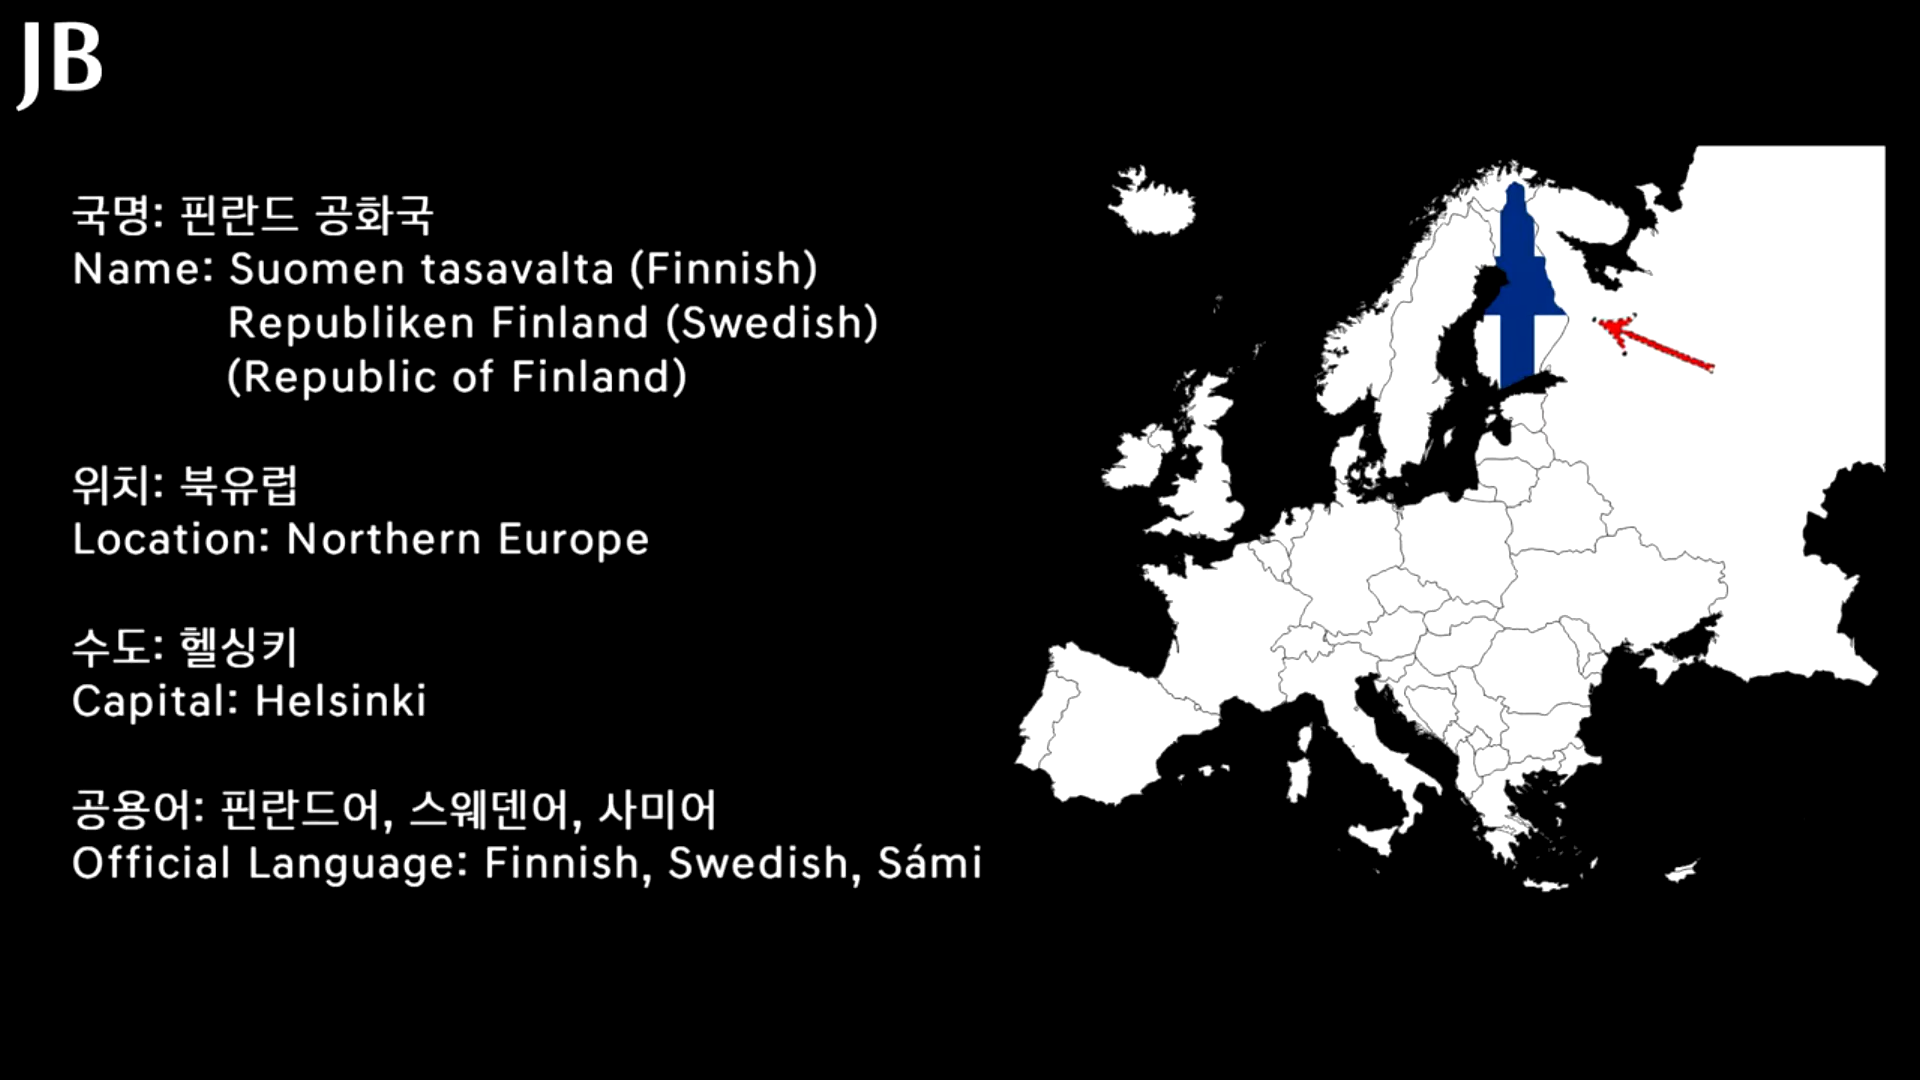 JB
국명: 핀란드 공화국
Name: Suomen tasavalta (Finnish)
Republiken Finland (Swedish)
(Republic of Finland)
위치: 북유럽
Location: Northern Europe
수도: 헬싱키
Capital: Helsinki
공용어: 핀란드어, 스웨덴어, 사미어
Official Language: Finnish, Swedish, Sámi